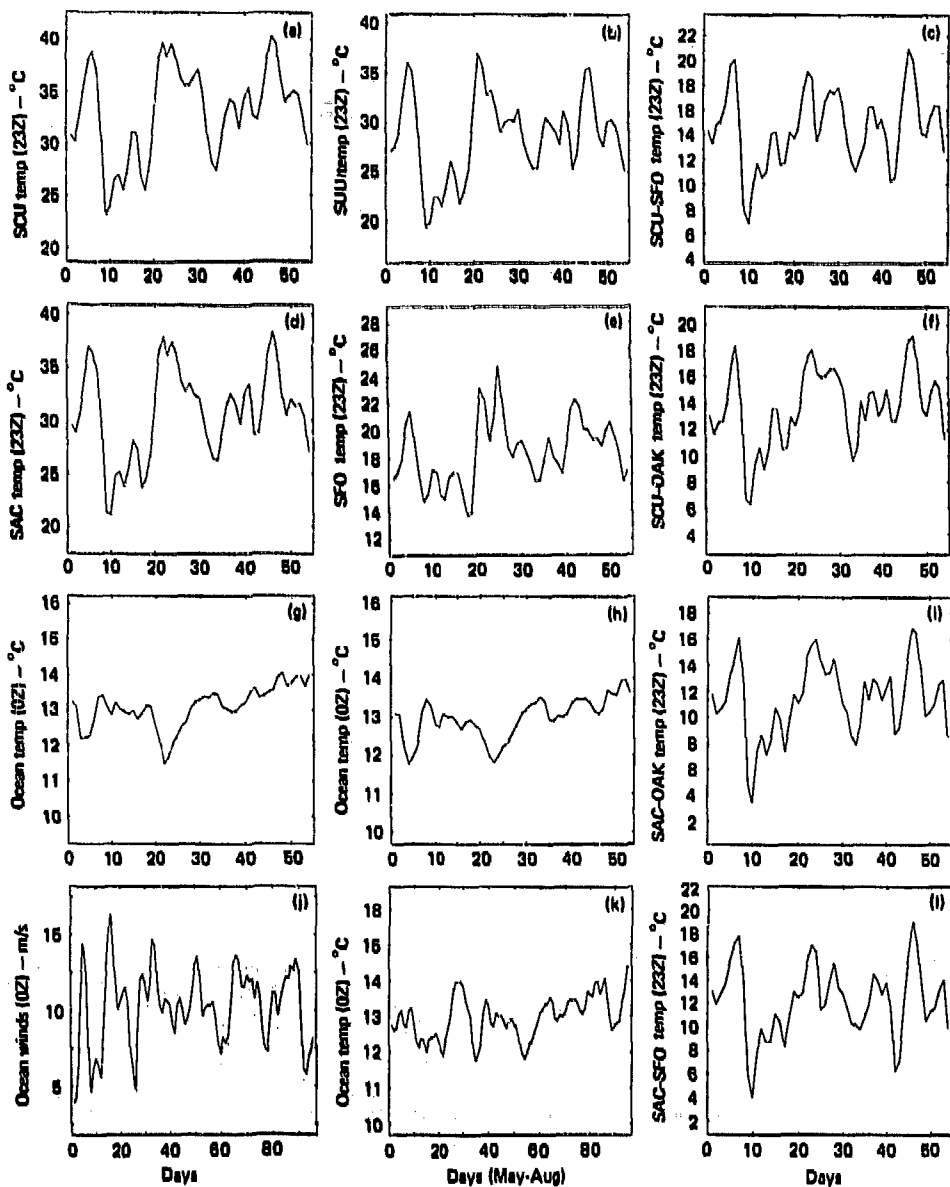 (a)
40
35
30
25
20
SCU temp (23Z) – °C
0 10 20 30 40 50
(b)
40
35
30
25
20
SUU temp (23Z) – °C
0 10 20 30 40 50
(c)
22
20
18
16
14
12
10
8
6
4
SCU-SFO temp (23Z) – °C
0 10 20 30 40 50
(d)
40
35
30
25
20
SAC temp (23Z) – °C
0 10 20 30 40 50
(e)
28
26
24
22
20
18
16
14
12
SFO temp (23Z) – °C
0 10 20 30 40 50
(f)
20
18
16
14
12
10
8
6
4
SCU-OAK temp (23Z) – °C
0 10 20 30 40 50
(g)
16
15
14
13
12
11
10
Ocean temp (0Z) – °C
0 10 20 30 40 50
(h)
16
15
14
13
12
11
10
Ocean temp (0Z) – °C
0 10 20 30 40 50
(i)
18
16
14
12
10
8
6
4
2
SAC-OAK temp (23Z) – °C
0 10 20 30 40 50
(j)
15
10
5
Ocean winds (0Z) – m/s
0 20 40 60 80
Days
(k)
18
16
14
13
12
11
10
Ocean temp (0Z) – °C
0 20 40 60 80
Days (May-Aug)
(l)
22
20
18
16
14
12
10
8
6
4
2
SAC-SFO temp (23Z) – °C
0 10 20 30 40 50
Days